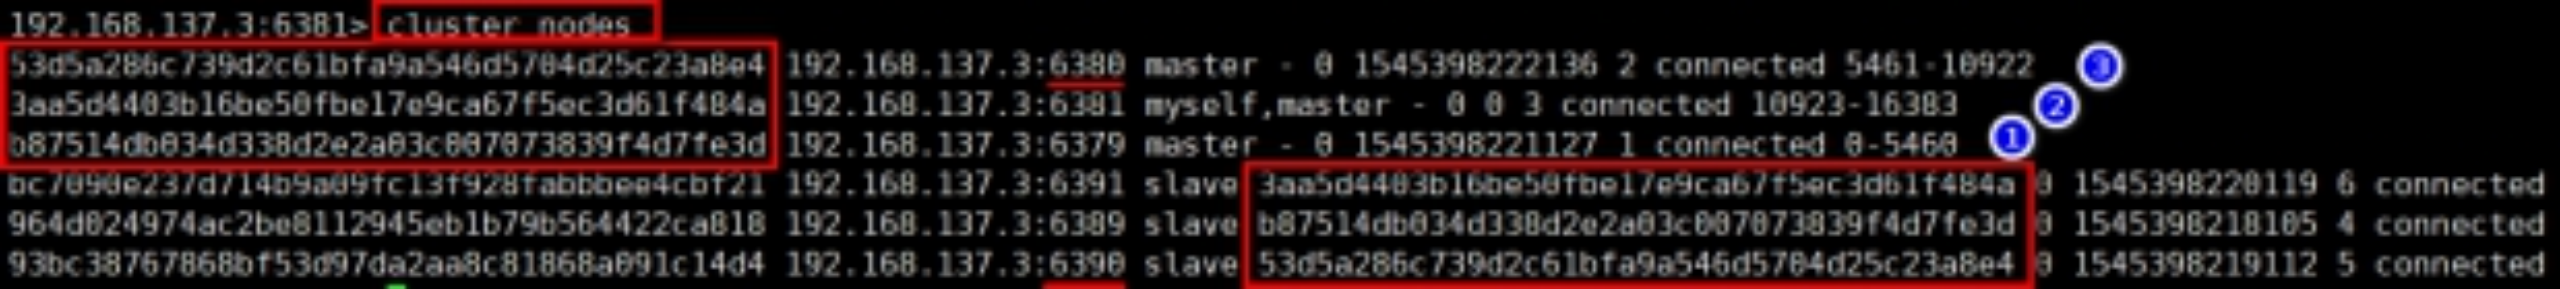 192.168.137.3:6381> cluster nodes
53d5a286c739d2c61bfa9a546d5704d25c23a8e4 192.168.137.3:6380 master - 0 1545398222136 2 connected 5461-10922 3
3aa5d4403b16be50fbe17e9ca67f5ec3d61f484a 192.168.137.3:6381 myself,master - 0 0 3 connected 10923-16383 2
b87514db034d338d2e2a03c007073839f4d7fe3d 192.168.137.3:6379 master - 0 1545398221127 1 connected 0-5460 1
bc7090e237d714b9a09fc13f928fabbbee4cbf21 192.168.137.3:6391 slave 3aa5d4403b16be50fbe17e9ca67f5ec3d61f484a 0 1545398220119 6 connected
964d024974ac2be8112945eb1b79b564422ca818 192.168.137.3:6389 slave b87514db034d338d2e2a03c007073839f4d7fe3d 0 1545398218105 4 connected
93bc38767868bf53d97da2aa8c81868a091c14d4 192.168.137.3:6390 slave 53d5a286c739d2c61bfa9a546d5704d25c23a8e4 0 1545398219112 5 connected